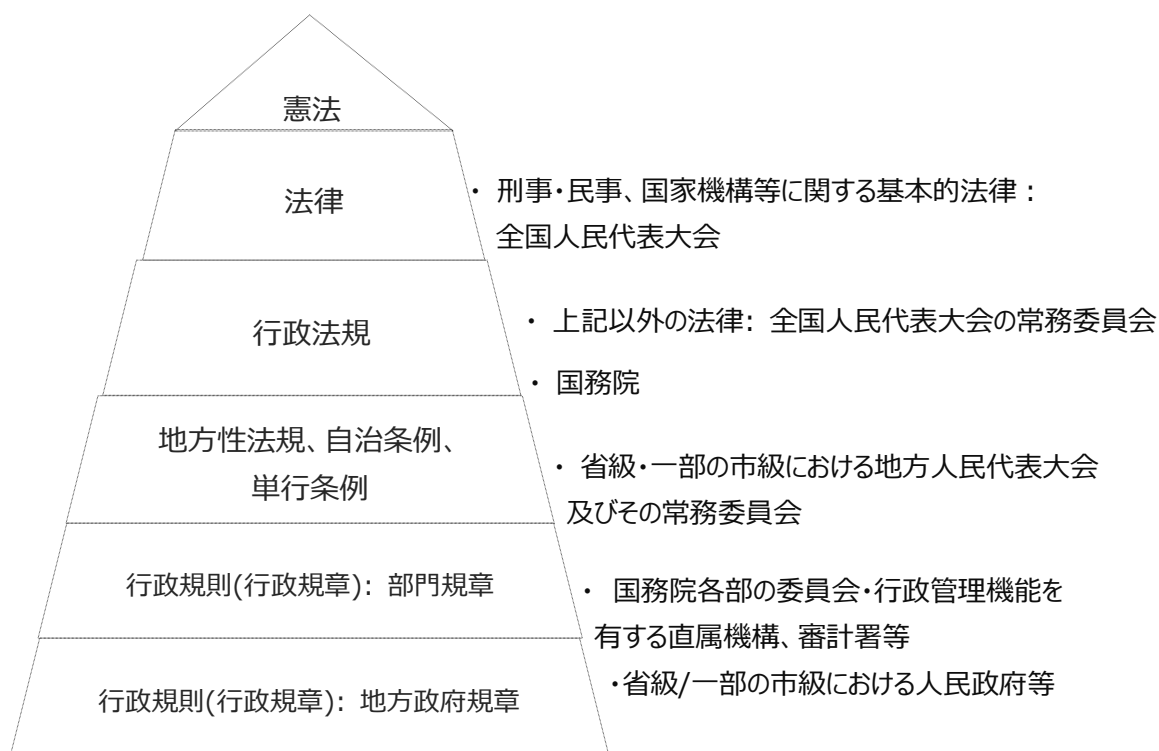 憲法
法律
・ 刑事・民事、国家機構等に関する基本的法律：
全国人民代表大会
行政法規
・ 上記以外の法律: 全国人民代表大会の常務委員会
・ 国務院
地方性法規、自治条例、
単行条例
・ 省級・一部の市級における地方人民代表大会
及びその常務委員会
行政規則(行政規章): 部門規章
・ 国務院各部の委員会・行政管理機能を
有する直属機構、審計署等
行政規則(行政規章): 地方政府規章
・省級/一部の市級における人民政府等